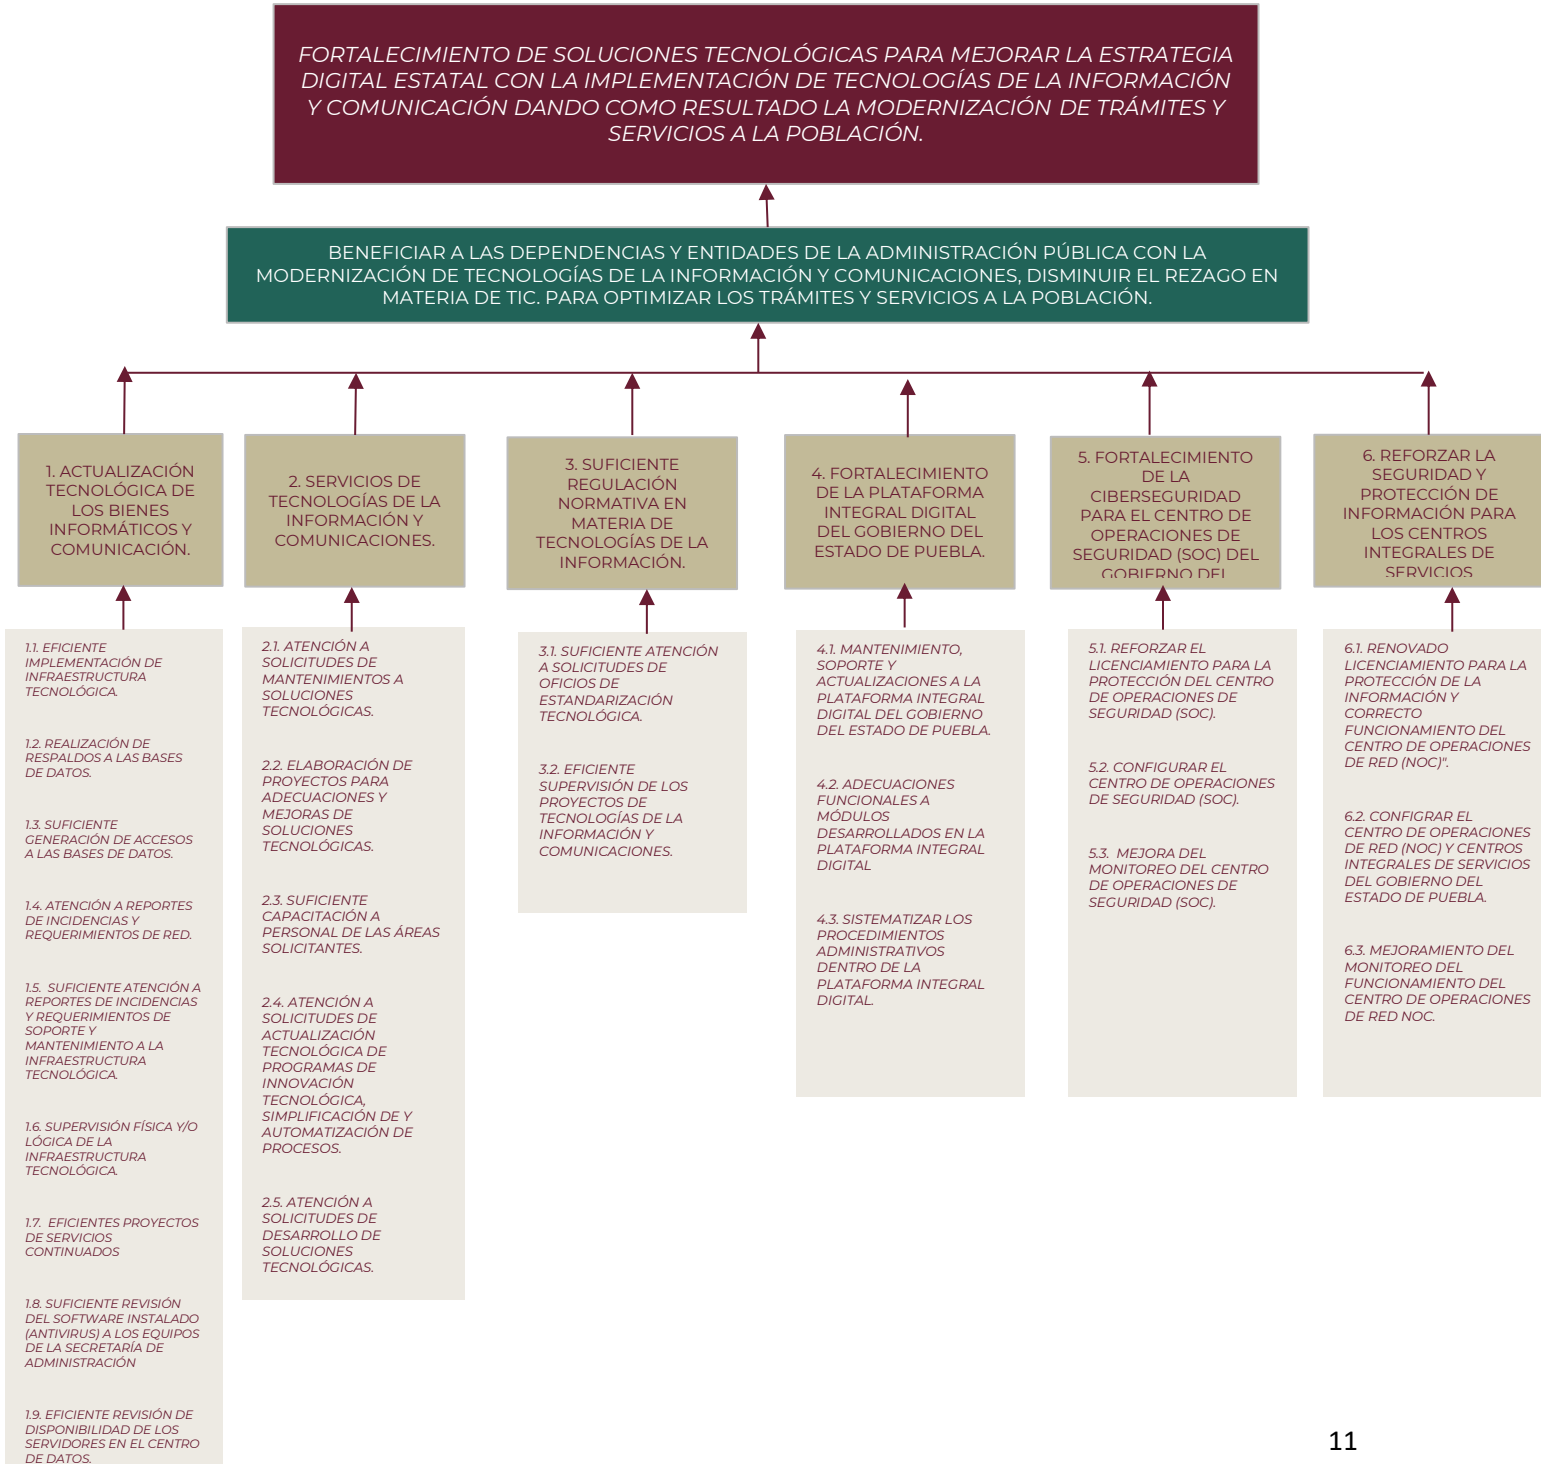 FORTALECIMIENTO DE SOLUCIONES TECNOLÓGICAS PARA MEJORAR LA ESTRATEGIA
DIGITAL ESTATAL CON LA IMPLEMENTACIÓN DE TECNOLOGÍAS DE LA INFORMACIÓN
Y COMUNICACIÓN DANDO COMO RESULTADO LA MODERNIZACIÓN DE TRÁMITES Y
SERVICIOS A LA POBLACIÓN.
BENEFICIAR A LAS DEPENDENCIAS Y ENTIDADES DE LA ADMINISTRACIÓN PÚBLICA CON LA
MODERNIZACIÓN DE TECNOLOGÍAS DE LA INFORMACIÓN Y COMUNICACIONES, DISMINUIR EL REZAGO EN
MATERIA DE TIC. PARA OPTIMIZAR LOS TRÁMITES Y SERVICIOS A LA POBLACIÓN.
1. ACTUALIZACIÓN
TECNOLÓGICA DE
LOS BIENES
INFORMÁTICOS Y
COMUNICACIÓN.
2. SERVICIOS DE
TECNOLOGÍAS DE LA
INFORMACIÓN Y
COMUNICACIONES.
3. SUFICIENTE
REGULACIÓN
NORMATIVA EN
MATERIA DE
TECNOLOGÍAS DE LA
INFORMACIÓN.
4. FORTALECIMIENTO
DE LA PLATAFORMA
INTEGRAL DIGITAL
DEL GOBIERNO DEL
ESTADO DE PUEBLA.
5. FORTALECIMIENTO
DE LA
CIBERSEGURIDAD
PARA EL CENTRO DE
OPERACIONES DE
SEGURIDAD (SOC) DEL
GOBIERNO DEL
6. REFORZAR LA
SEGURIDAD Y
PROTECCIÓN DE
INFORMACIÓN PARA
LOS CENTROS
INTEGRALES DE
SERVICIOS
1.1. EFICIENTE
IMPLEMENTACIÓN DE
INFRAESTRUCTURA
TECNOLÓGICA.
1.2. REALIZACIÓN DE
RESPALDOS A LAS BASES
DE DATOS.
1.3. SUFICIENTE
GENERACIÓN DE ACCESOS
A LAS BASES DE DATOS.
1.4. ATENCIÓN A REPORTES
DE INCIDENCIAS Y
REQUERIMIENTOS DE RED.
1.5. SUFICIENTE ATENCIÓN A
REPORTES DE INCIDENCIAS
Y REQUERIMIENTOS DE
SOPORTE Y
MANTENIMIENTO A LA
INFRAESTRUCTURA
TECNOLÓGICA.
1.6. SUPERVISIÓN FÍSICA Y/O
LÓGICA DE LA
INFRAESTRUCTURA
TECNOLÓGICA.
1.7. EFICIENTES PROYECTOS
DE SERVICIOS
CONTINUADOS
1.8. SUFICIENTE REVISIÓN
DEL SOFTWARE INSTALADO
(ANTIVIRUS) A LOS EQUIPOS
DE LA SECRETARÍA DE
ADMINISTRACIÓN
1.9. EFICIENTE REVISIÓN DE
DISPONIBILIDAD DE LOS
SERVIDORES EN EL CENTRO
DE DATOS.
2.1. ATENCIÓN A
SOLICITUDES DE
MANTENIMIENTOS A
SOLUCIONES
TECNOLÓGICAS.
2.2. ELABORACIÓN DE
PROYECTOS PARA
ADECUACIONES Y
MEJORAS DE
SOLUCIONES
TECNOLÓGICAS.
2.3. SUFICIENTE
CAPACITACIÓN A
PERSONAL DE LAS ÁREAS
SOLICITANTES.
2.4. ATENCIÓN A
SOLICITUDES DE
ACTUALIZACIÓN
TECNOLÓGICA DE
PROGRAMAS DE
INNOVACIÓN
TECNOLÓGICA,
SIMPLIFICACIÓN DE Y
AUTOMATIZACIÓN DE
PROCESOS.
2.5. ATENCIÓN A
SOLICITUDES DE
DESARROLLO DE
SOLUCIONES
TECNOLÓGICAS.
3.1. SUFICIENTE ATENCIÓN
A SOLICITUDES DE
OFICIOS DE
ESTANDARIZACIÓN
TECNOLÓGICA.
3.2. EFICIENTE
SUPERVISIÓN DE LOS
PROYECTOS DE
TECNOLOGÍAS DE LA
INFORMACIÓN Y
COMUNICACIONES.
4.1. MANTENIMIENTO,
SOPORTE Y
ACTUALIZACIONES A LA
PLATAFORMA INTEGRAL
DIGITAL DEL GOBIERNO
DEL ESTADO DE PUEBLA.
4.2. ADECUACIONES
FUNCIONALES A
MÓDULOS
DESARROLLADOS EN LA
PLATAFORMA INTEGRAL
DIGITAL
4.3. SISTEMATIZAR LOS
PROCEDIMIENTOS
ADMINISTRATIVOS
DENTRO DE LA
PLATAFORMA INTEGRAL
DIGITAL.
5.1. REFORZAR EL
LICENCIAMIENTO PARA LA
PROTECCIÓN DEL CENTRO
DE OPERACIONES DE
SEGURIDAD (SOC).
5.2. CONFIGURAR EL
CENTRO DE OPERACIONES
DE SEGURIDAD (SOC).
5.3. MEJORA DEL
MONITOREO DEL CENTRO
DE OPERACIONES DE
SEGURIDAD (SOC).
6.1. RENOVADO
LICENCIAMIENTO PARA LA
PROTECCIÓN DE LA
INFORMACIÓN Y
CORRECTO
FUNCIONAMIENTO DEL
CENTRO DE OPERACIONES
DE RED (NOC)".
6.2. CONFIGRAR EL
CENTRO DE OPERACIONES
DE RED (NOC) Y CENTROS
INTEGRALES DE SERVICIOS
DEL GOBIERNO DEL
ESTADO DE PUEBLA.
6.3. MEJORAMIENTO DEL
MONITOREO DEL
FUNCIONAMIENTO DEL
CENTRO DE OPERACIONES
DE RED NOC.
11